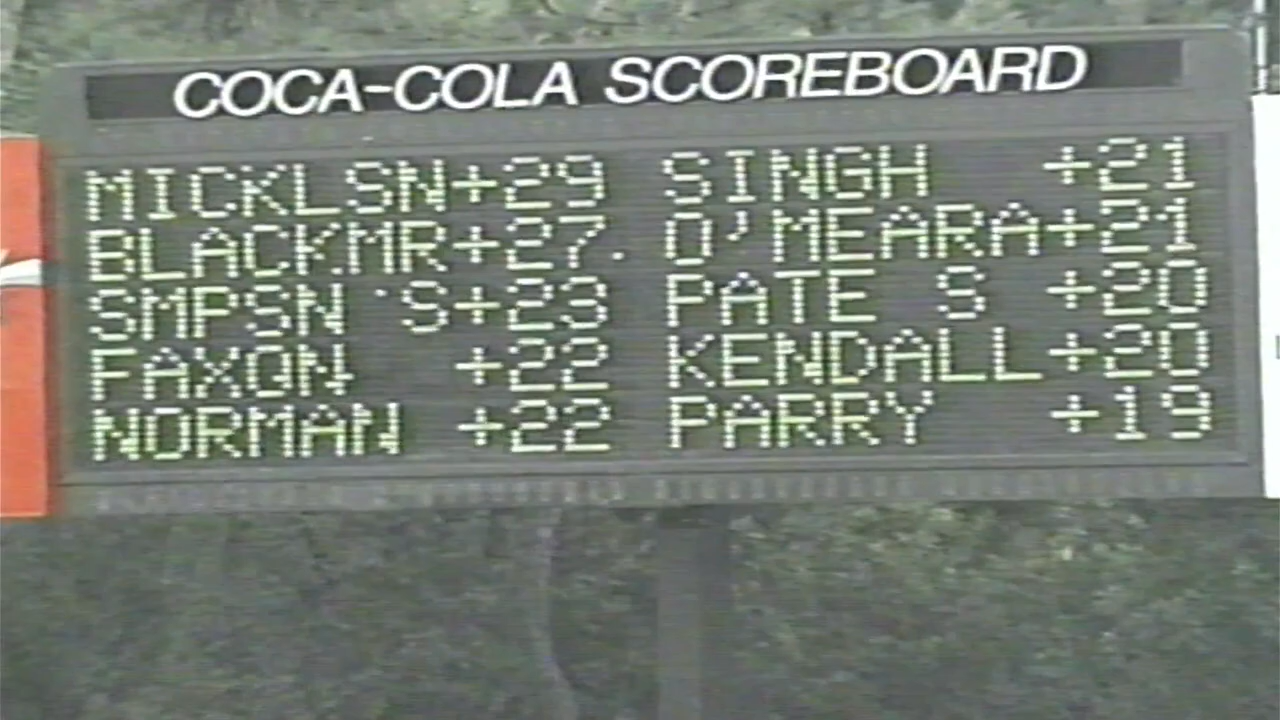 COCA-COLA SCOREBOARD
MICKLSN+29
BLACKMR+27
SMPSN S+23
FAXON +22
NORMAN +22
SINGH +21
O'MEARA+21
PATE S +20
KENDALL+20
PARRY +19